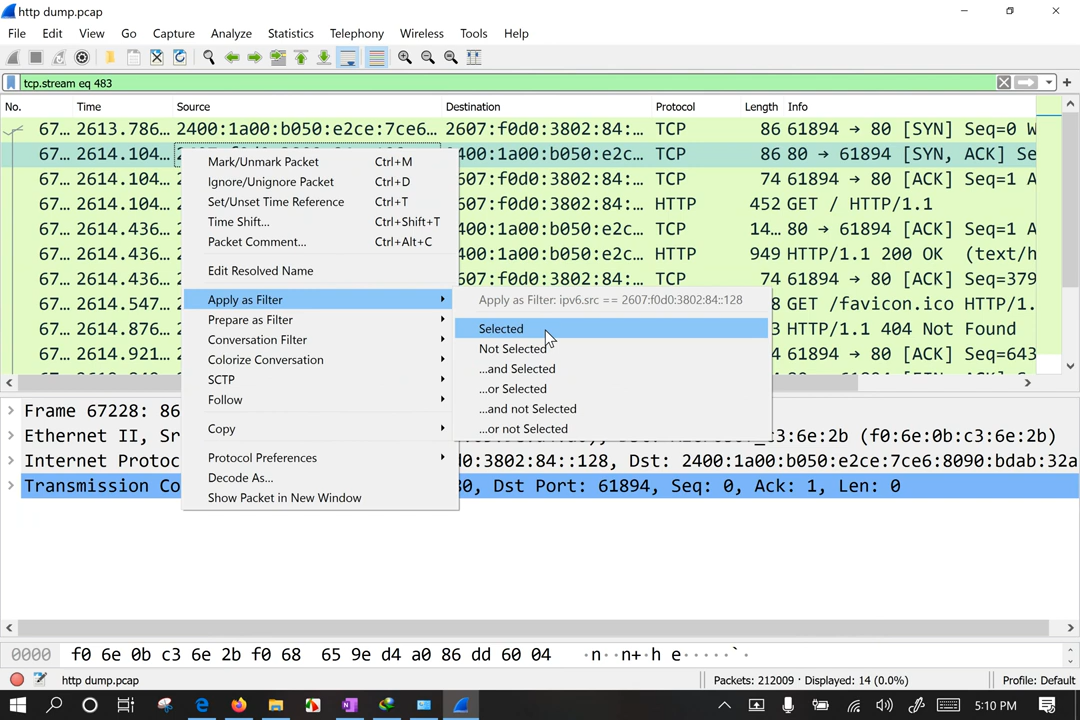 http dump.pcap
File Edit View Go Capture Analyze Statistics Telephony Wireless Tools Help
tcp.stream eq 483
No. Time Source Destination Protocol Length Info
67… 2613.786… 2400:1a00:b050:e2ce:7ce6… 2607:f0d0:3802:84:… TCP 86 61894 → 80 [SYN] Seq=0 W
67… 2614.104… 2400:1a00:b050:e2c… TCP 86 80 → 61894 [SYN, ACK] Se
67… 2614.104… 607:f0d0:3802:84:… TCP 74 61894 → 80 [ACK] Seq=1 A
67… 2614.104… 607:f0d0:3802:84:… HTTP 452 GET / HTTP/1.1
67… 2614.436… 400:1a00:b050:e2c… TCP 14… 80 → 61894 [ACK] Seq=1 A
67… 2614.436… 400:1a00:b050:e2c… HTTP 949 HTTP/1.1 200 OK (text/h
67… 2614.436… 607:f0d0:3802:84:… TCP 74 61894 → 80 [ACK] Seq=379
67… 2614.547… 8 GET /favicon.ico HTTP/1.
67… 2614.876… 3 HTTP/1.1 404 Not Found
67… 2614.921… 4 61894 → 80 [ACK] Seq=643
Mark/Unmark Packet Ctrl+M
Ignore/Unignore Packet Ctrl+D
Set/Unset Time Reference Ctrl+T
Time Shift... Ctrl+Shift+T
Packet Comment... Ctrl+Alt+C
Edit Resolved Name
Apply as Filter
Prepare as Filter
Conversation Filter
Colorize Conversation
SCTP
Follow
Copy
Protocol Preferences
Decode As...
Show Packet in New Window
Apply as Filter: ipv6.src == 2607:f0d0:3802:84::128
Selected
Not Selected
...and Selected
...or Selected
...and not Selected
...or not Selected
Frame 67228: 86
Ethernet II, Sr c3:6e:2b (f0:6e:0b:c3:6e:2b)
Internet Protoc d0:3802:84::128, Dst: 2400:1a00:b050:e2ce:7ce6:8090:bdab:32a
Transmission Co 80, Dst Port: 61894, Seq: 0, Ack: 1, Len: 0
0000 f0 6e 0b c3 6e 2b f0 68 65 9e d4 a0 86 dd 60 04 ·n··n+·h e·····`·
http dump.pcap Packets: 212009 · Displayed: 14 (0.0%) Profile: Default
5:10 PM